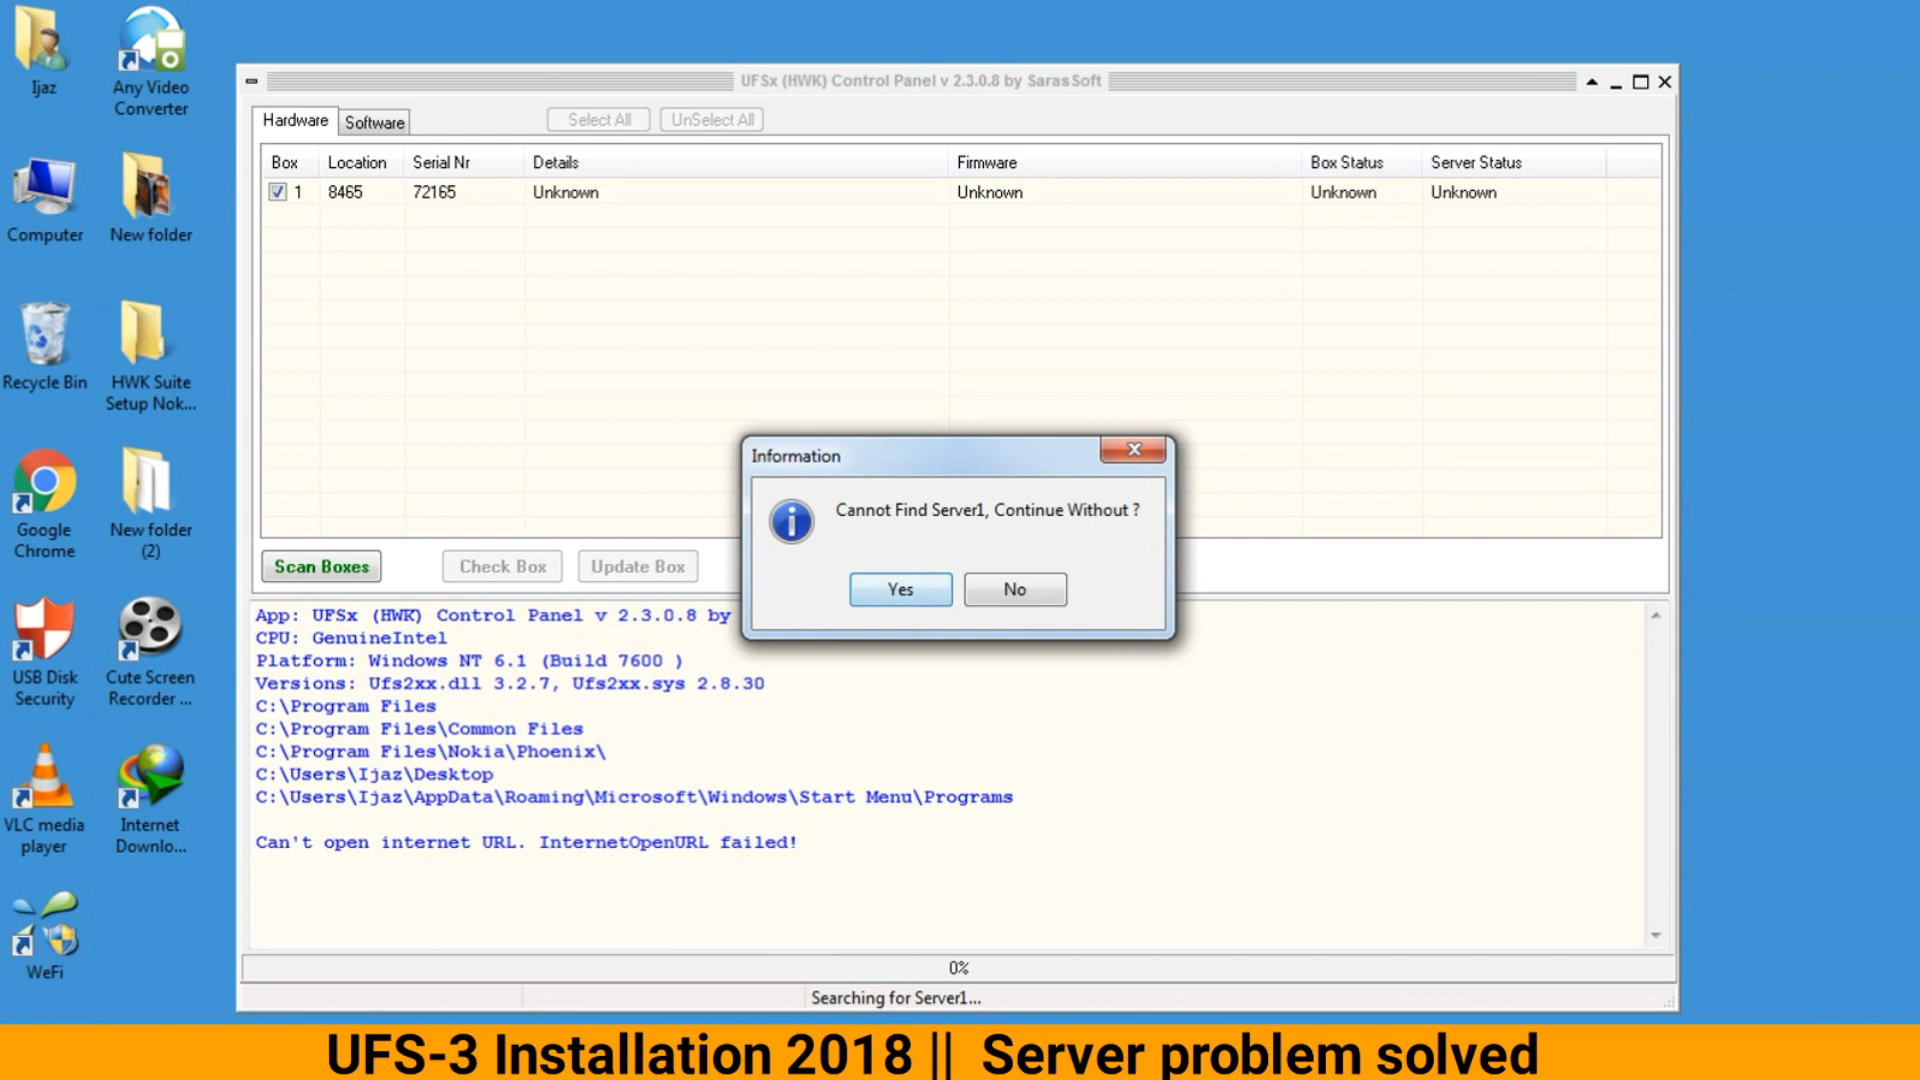 Ijaz
Any Video
Converter
Computer
New folder
Recycle Bin
HWK Suite
Setup Nok...
Google
Chrome
New folder
(2)
USB Disk
Security
Cute Screen
Recorder ...
VLC media
player
Internet
Downlo...
WeFi
UFSx (HWK) Control Panel v 2.3.0.8 by SarasSoft
Hardware
Software
Select All
UnSelect All
Box Location Serial Nr Details Firmware Box Status Server Status
1 8465 72165 Unknown Unknown Unknown Unknown
Information
Cannot Find Server1, Continue Without ?
Yes
No
Scan Boxes
Check Box
Update Box
App: UFSx (HWK) Control Panel v 2.3.0.8 by
CPU: GenuineIntel
Platform: Windows NT 6.1 (Build 7600 )
Versions: Ufs2xx.dll 3.2.7, Ufs2xx.sys 2.8.30
C:\Program Files
C:\Program Files\Common Files
C:\Program Files\Nokia\Phoenix\
C:\Users\Ijaz\Desktop
C:\Users\Ijaz\AppData\Roaming\Microsoft\Windows\Start Menu\Programs
Can't open internet URL. InternetOpenURL failed!
0%
Searching for Server1...
UFS-3 Installation 2018 || Server problem solved